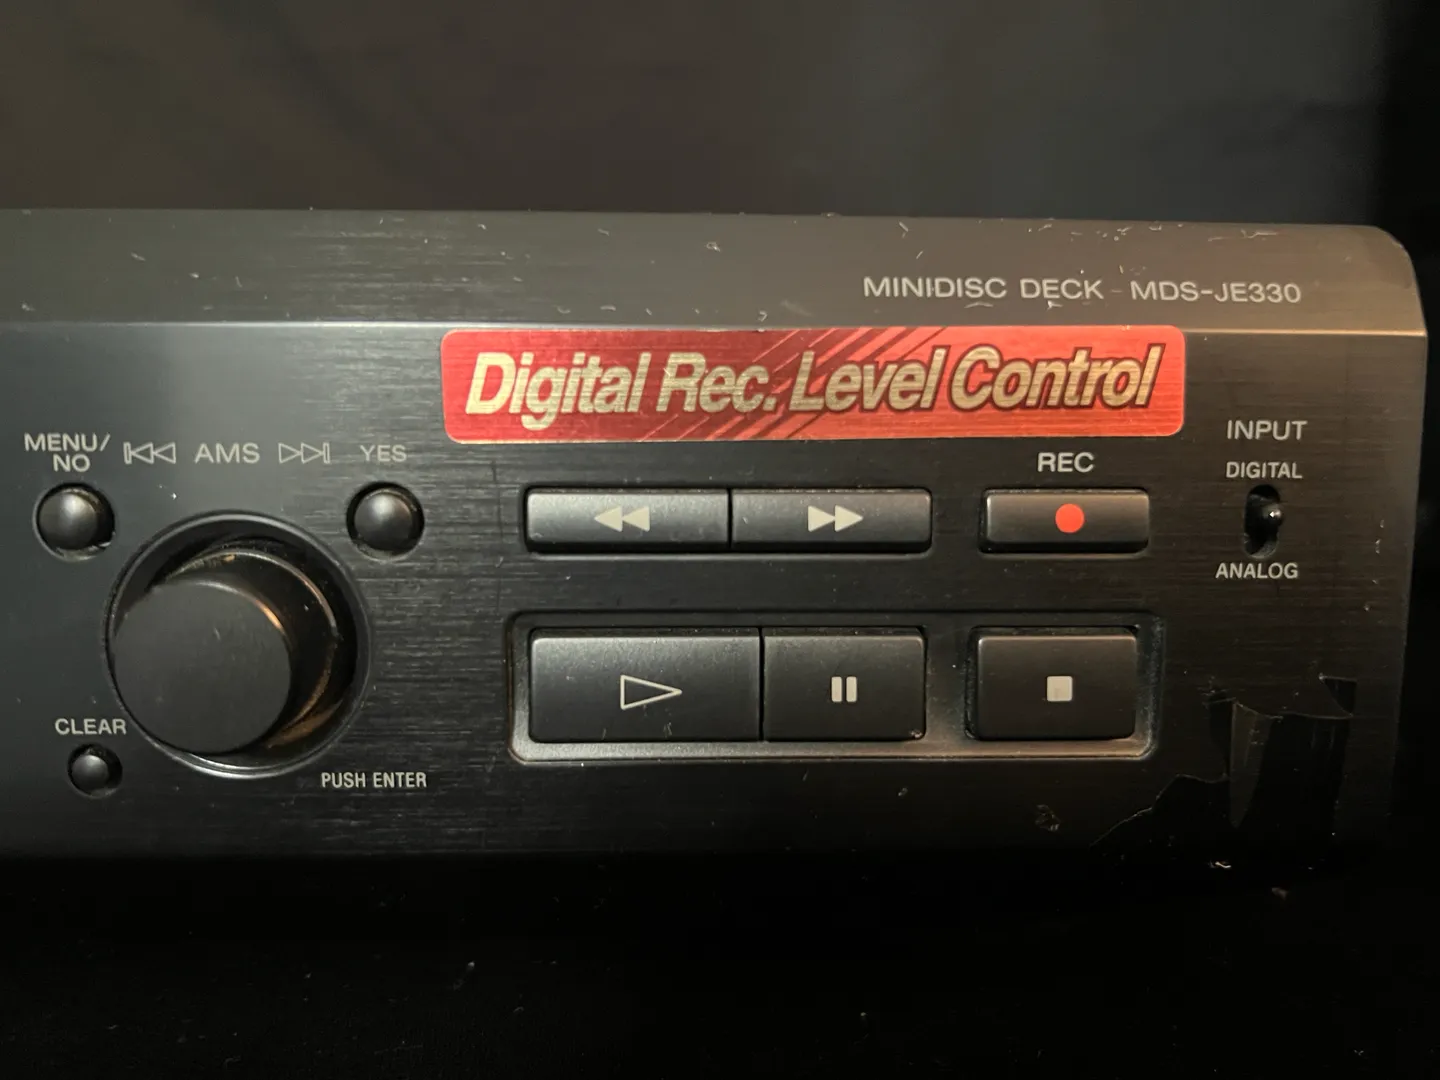 MINIDISC DECK MDS-JE330
Digital Rec. Level Control
MENU/
NO
AMS
YES
REC
INPUT
DIGITAL
ANALOG
CLEAR
PUSH ENTER